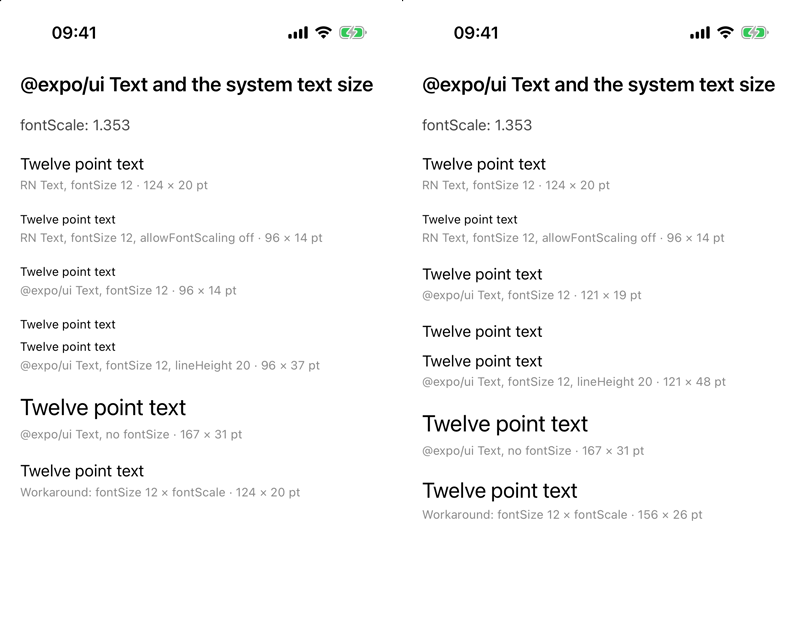 09:41
@expo/ui Text and the system text size
fontScale: 1.353
Twelve point text
RN Text, fontSize 12 · 124 × 20 pt
Twelve point text
RN Text, fontSize 12, allowFontScaling off · 96 × 14 pt
Twelve point text
@expo/ui Text, fontSize 12 · 96 × 14 pt
Twelve point text
Twelve point text
@expo/ui Text, fontSize 12, lineHeight 20 · 96 × 37 pt
Twelve point text
@expo/ui Text, no fontSize · 167 × 31 pt
Twelve point text
Workaround: fontSize 12 × fontScale · 124 × 20 pt
09:41
@expo/ui Text and the system text size
fontScale: 1.353
Twelve point text
RN Text, fontSize 12 · 124 × 20 pt
Twelve point text
RN Text, fontSize 12, allowFontScaling off · 96 × 14 pt
Twelve point text
@expo/ui Text, fontSize 12 · 121 × 19 pt
Twelve point text
Twelve point text
@expo/ui Text, fontSize 12, lineHeight 20 · 121 × 48 pt
Twelve point text
@expo/ui Text, no fontSize · 167 × 31 pt
Twelve point text
Workaround: fontSize 12 × fontScale · 156 × 26 pt